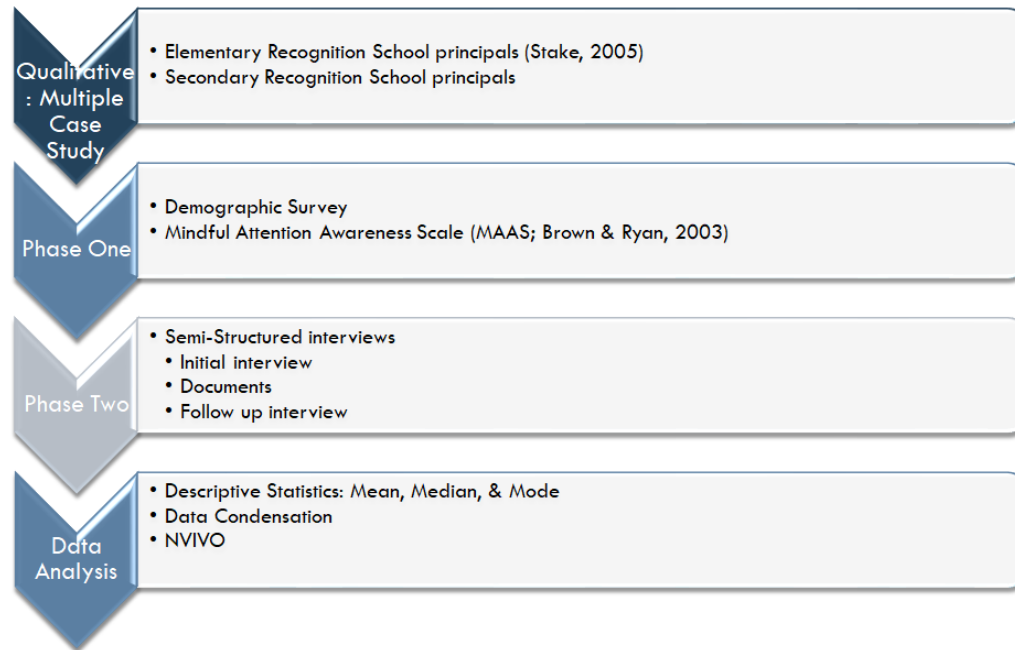 Qualitative
: Multiple
Case
Study
• Elementary Recognition School principals (Stake, 2005)
• Secondary Recognition School principals
Phase One
• Demographic Survey
• Mindful Attention Awareness Scale (MAAS; Brown & Ryan, 2003)
Phase Two
• Semi-Structured interviews
• Initial interview
• Documents
• Follow up interview
Data
Analysis
• Descriptive Statistics: Mean, Median, & Mode
• Data Condensation
• NVIVO